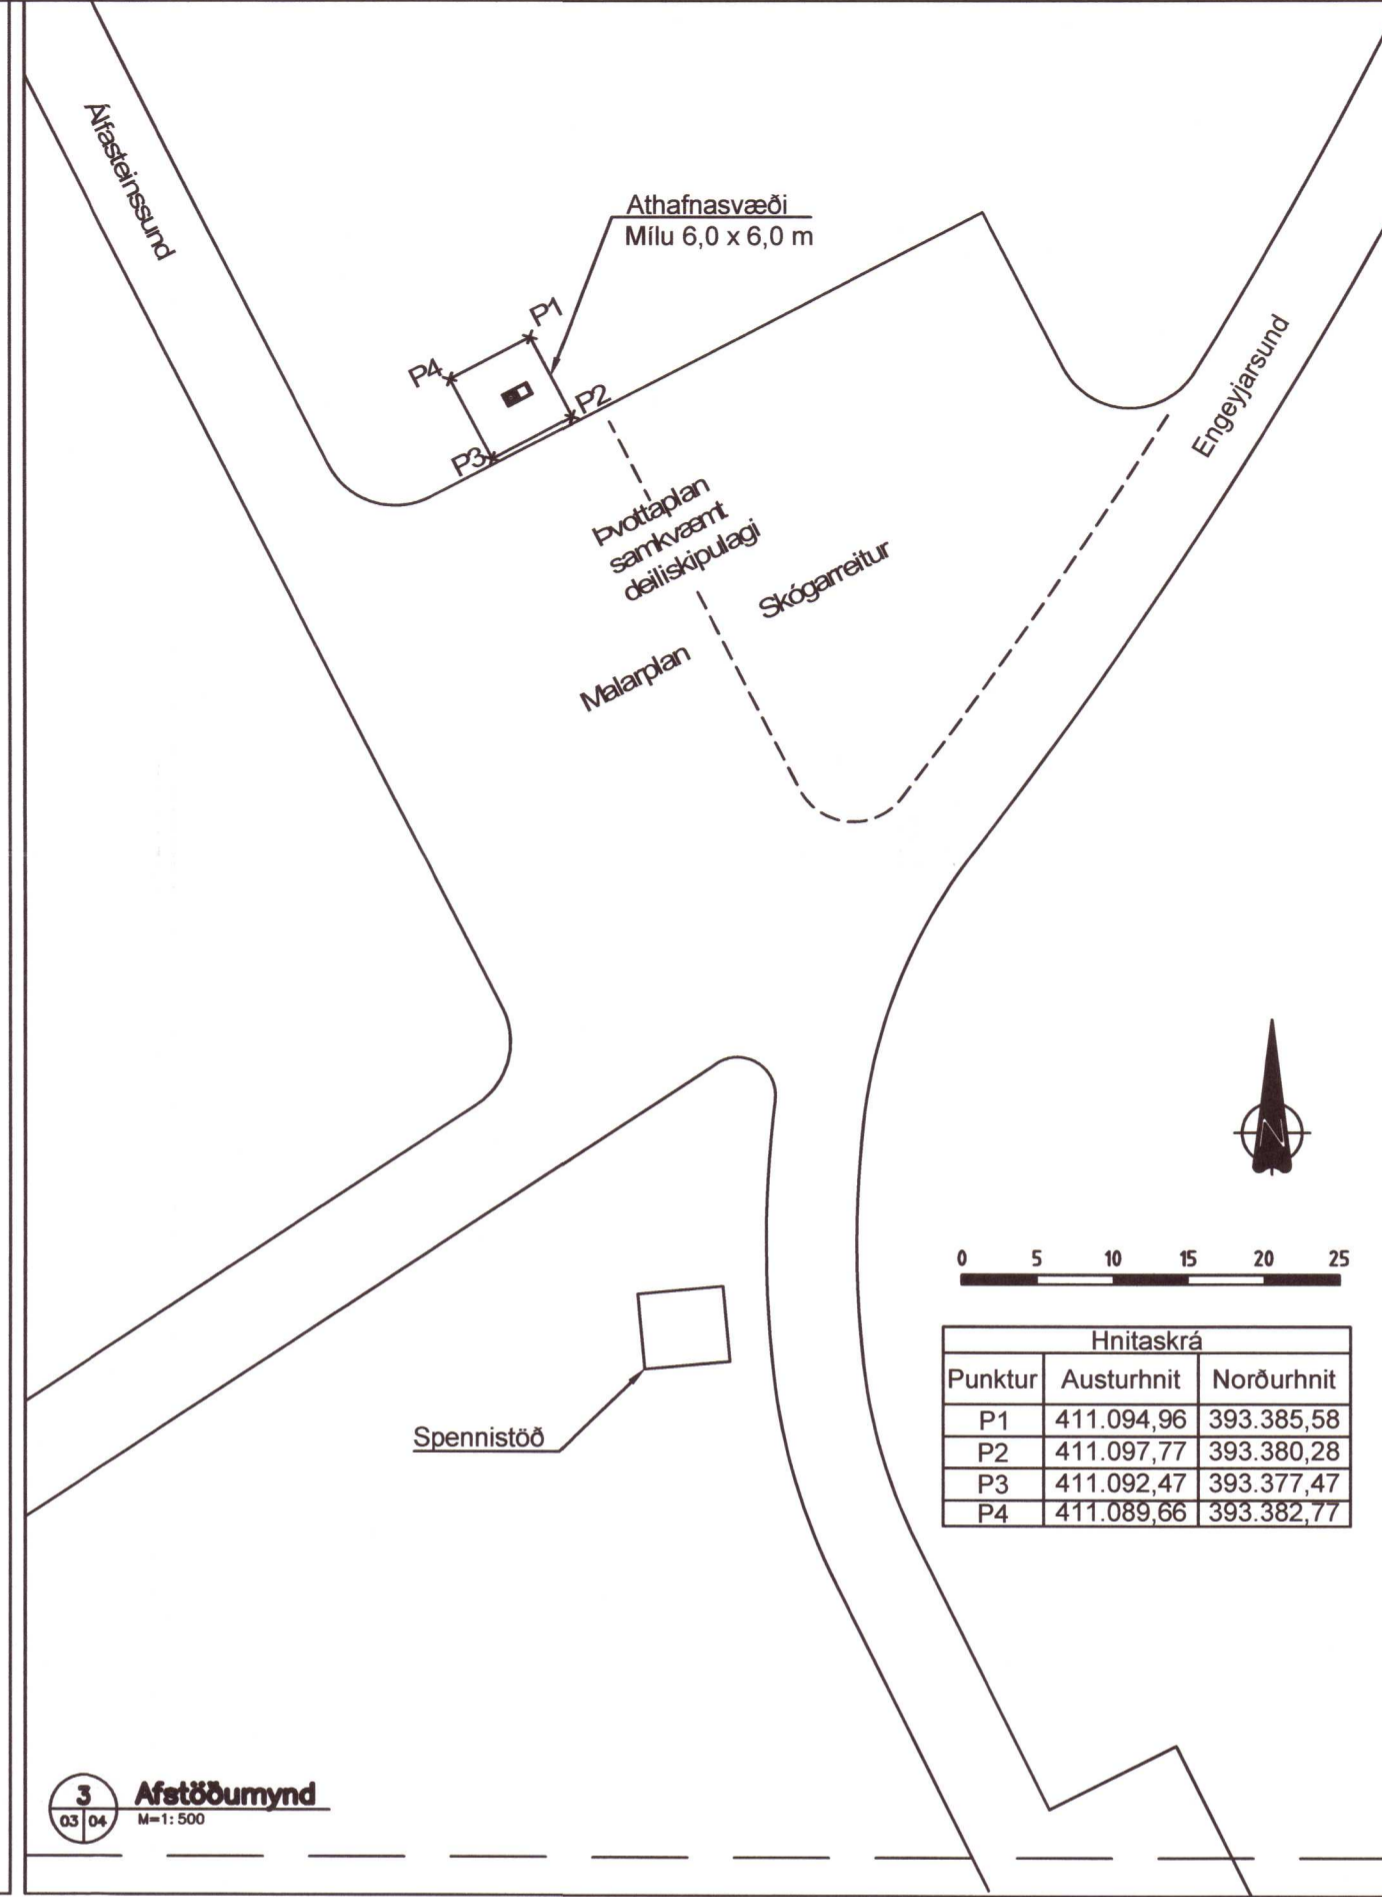 Álfasteinssund
Athafnasvæði
Mílu 6,0 x 6,0 m
P1
P4
P2
P3
Engeyjarsund
Þvottaplan
samkvæmt
deiliskipulagi
Skógarreitur
Malarplan
N
0 5 10 15 20 25
Hnitaskrá
Punktur Austurhnit Norðurhnit
P1 411.094,96 393.385,58
P2 411.097,77 393.380,28
P3 411.092,47 393.377,47
P4 411.089,66 393.382,77
Spennistöð
3 Afstöðumynd
03 04 M=1:500